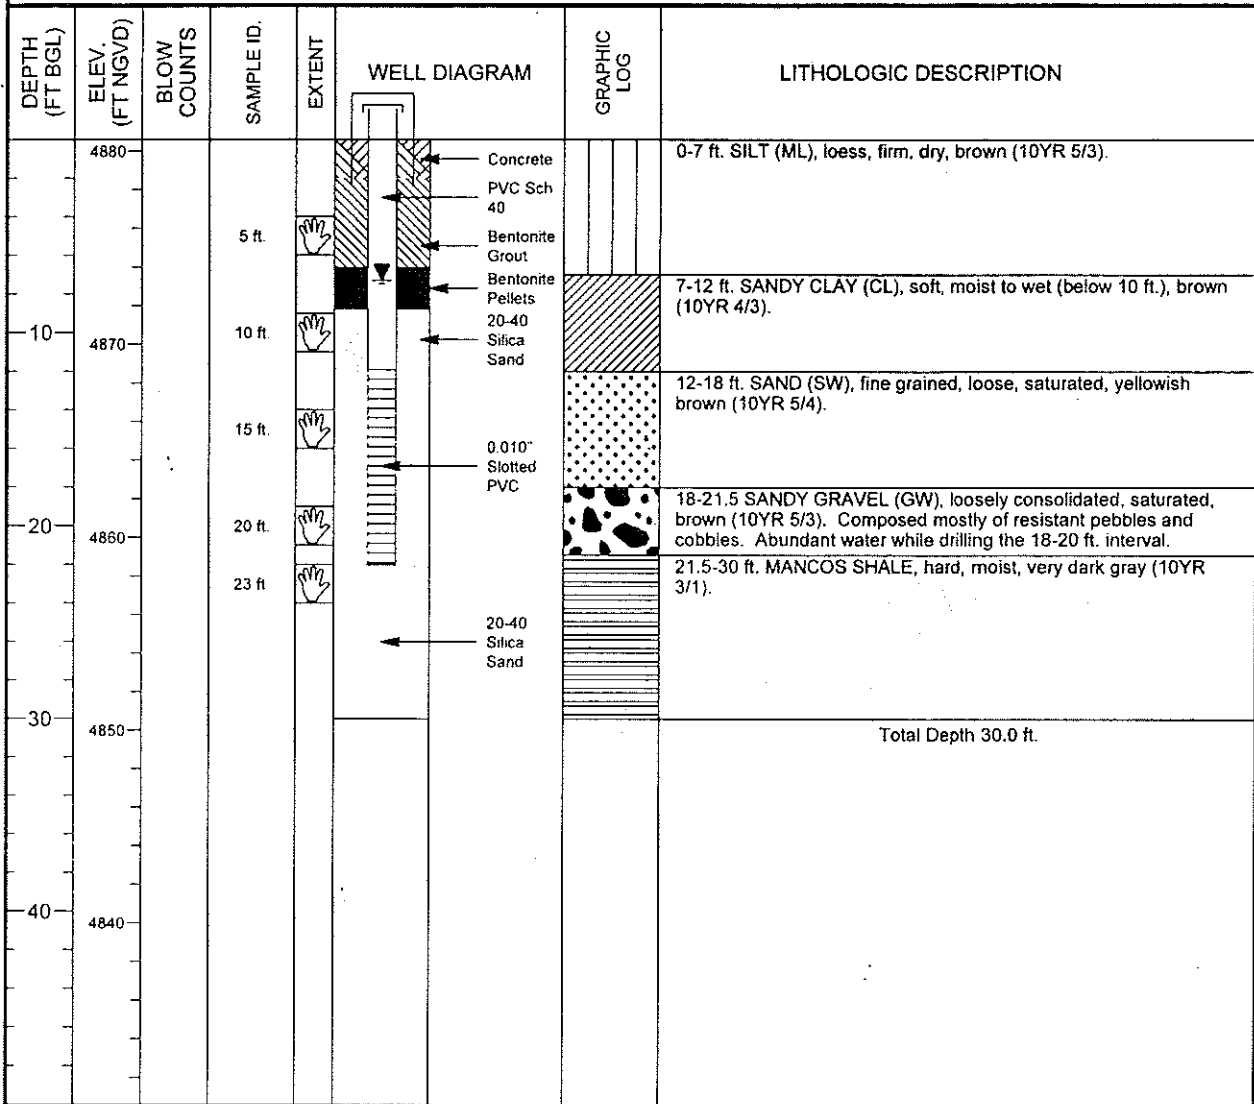 DEPTH
(FT BGL)
ELEV.
(FT NGVD)
BLOW
COUNTS
SAMPLE ID.
EXTENT
WELL DIAGRAM
GRAPHIC
LOG
LITHOLOGIC DESCRIPTION
4880
Concrete
PVC Sch
40
5 ft.
Bentonite
Grout
Bentonite
Pellets
10
4870
10 ft.
20-40
Silica
Sand
15 ft.
0.010"
Slotted
PVC
20
4860
20 ft.
23 ft
20-40
Silica
Sand
30
4850
40
4840
0-7 ft. SILT (ML), loess, firm, dry, brown (10YR 5/3).
7-12 ft. SANDY CLAY (CL), soft, moist to wet (below 10 ft.), brown
(10YR 4/3).
12-18 ft. SAND (SW), fine grained, loose, saturated, yellowish
brown (10YR 5/4).
18-21.5 SANDY GRAVEL (GW), loosely consolidated, saturated,
brown (10YR 5/3). Composed mostly of resistant pebbles and
cobbles. Abundant water while drilling the 18-20 ft. interval.
21.5-30 ft. MANCOS SHALE, hard, moist, very dark gray (10YR
3/1).
Total Depth 30.0 ft.